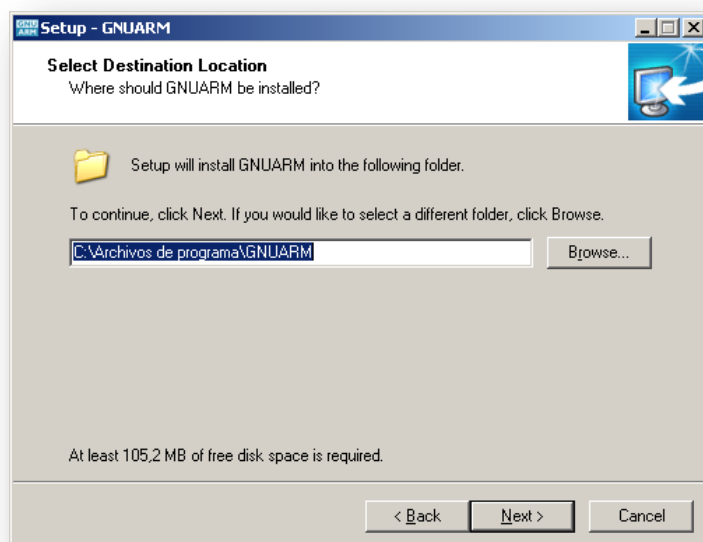 GNU ARM Setup - GNUARM
Select Destination Location
Where should GNUARM be installed?
Setup will install GNUARM into the following folder.
To continue, click Next. If you would like to select a different folder, click Browse.
C:\Archivos de programa\GNUARM
Browse...
At least 105,2 MB of free disk space is required.
< Back
Next >
Cancel